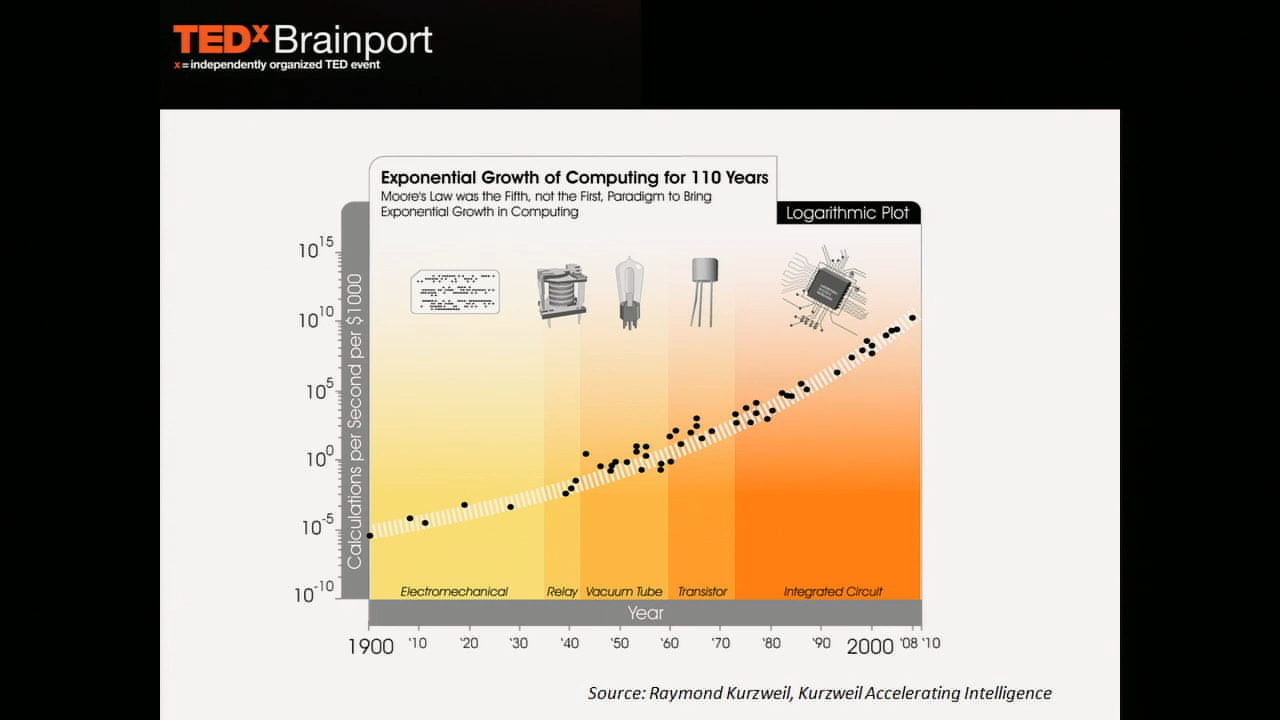 TEDx Brainport
x = independently organized TED event
Exponential Growth of Computing for 110 Years
Moore's Law was the Fifth, not the First, Paradigm to Bring
Exponential Growth in Computing
Logarithmic Plot
10^15
10^10
10^5
10^0
10^-5
10^-10
Calculations per Second per $1000
Electromechanical Relay Vacuum Tube Transistor Integrated Circuit
Year
1900 '10 '20 '30 '40 '50 '60 '70 '80 '90 2000 '08 '10
Source: Raymond Kurzweil, Kurzweil Accelerating Intelligence